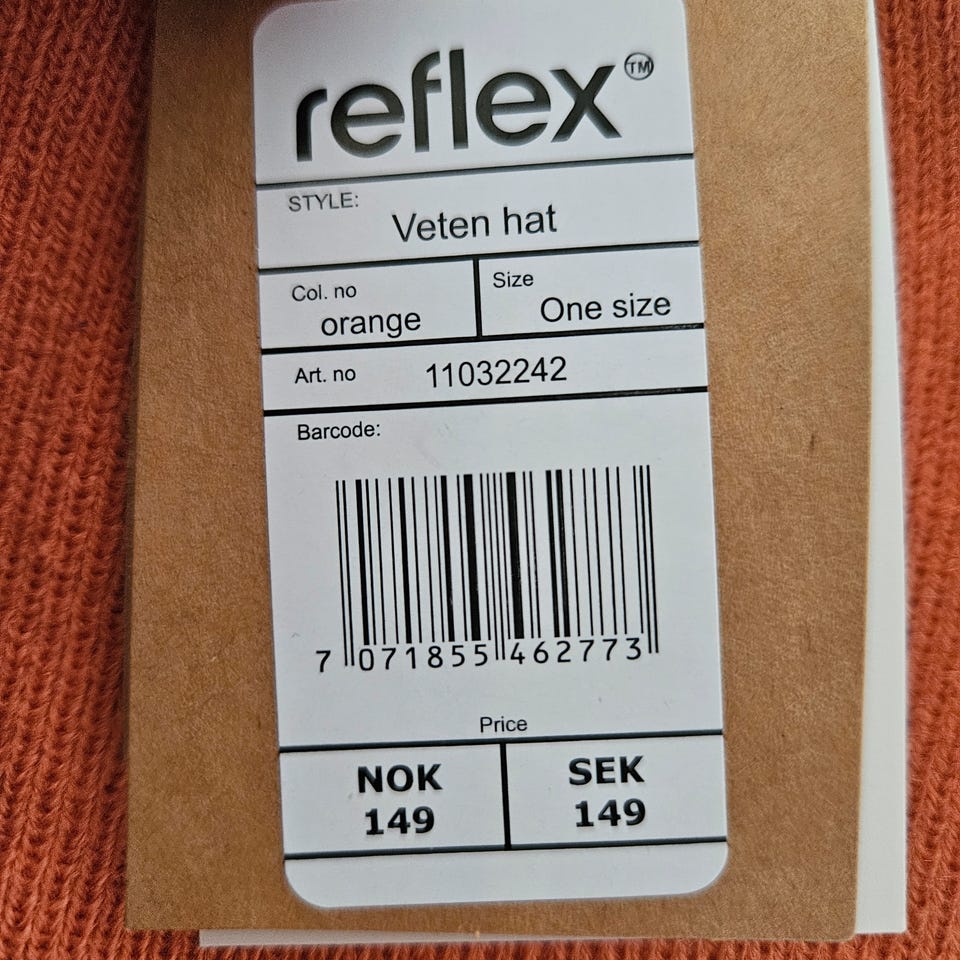 reflex™
STYLE:
Veten hat
Col. no
orange
Size
One size
Art. no 11032242
Barcode:
7 071855 462773
Price
NOK
149
SEK
149